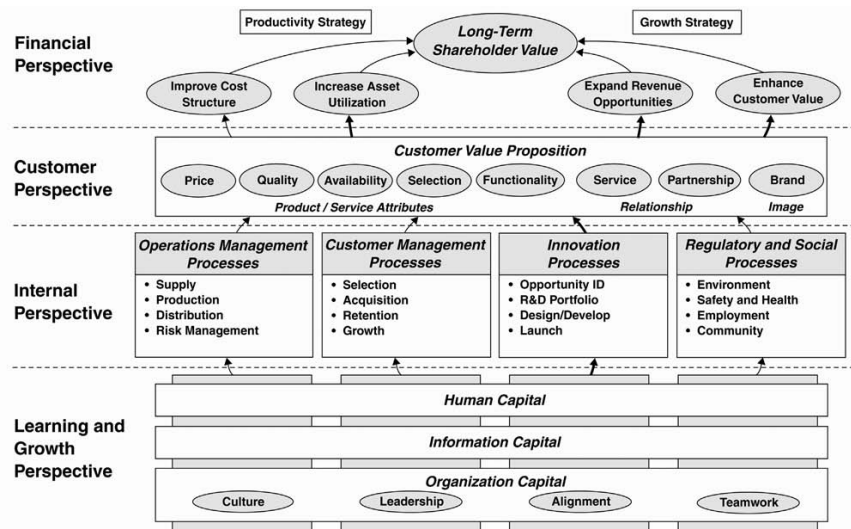 Financial
Perspective
Productivity Strategy
Growth Strategy
Long-Term
Shareholder Value
Improve Cost
Structure
Increase Asset
Utilization
Expand Revenue
Opportunities
Enhance
Customer Value
Customer
Perspective
Customer Value Proposition
Price
Quality
Availability
Selection
Functionality
Service
Partnership
Brand
Product / Service Attributes
Relationship
Image
Internal
Perspective
Operations Management
Processes
• Supply
• Production
• Distribution
• Risk Management
Customer Management
Processes
• Selection
• Acquisition
• Retention
• Growth
Innovation
Processes
• Opportunity ID
• R&D Portfolio
• Design/Develop
• Launch
Regulatory and Social
Processes
• Environment
• Safety and Health
• Employment
• Community
Learning and
Growth
Perspective
Human Capital
Information Capital
Organization Capital
Culture
Leadership
Alignment
Teamwork